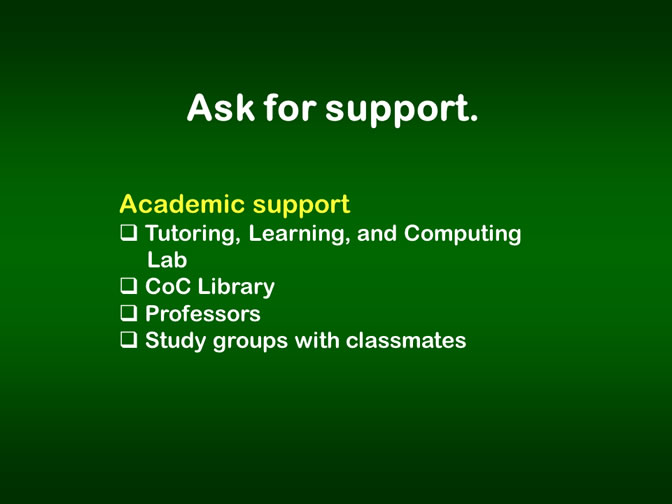 Ask for support.
Academic support
❑ Tutoring, Learning, and Computing
Lab
❑ CoC Library
❑ Professors
❑ Study groups with classmates